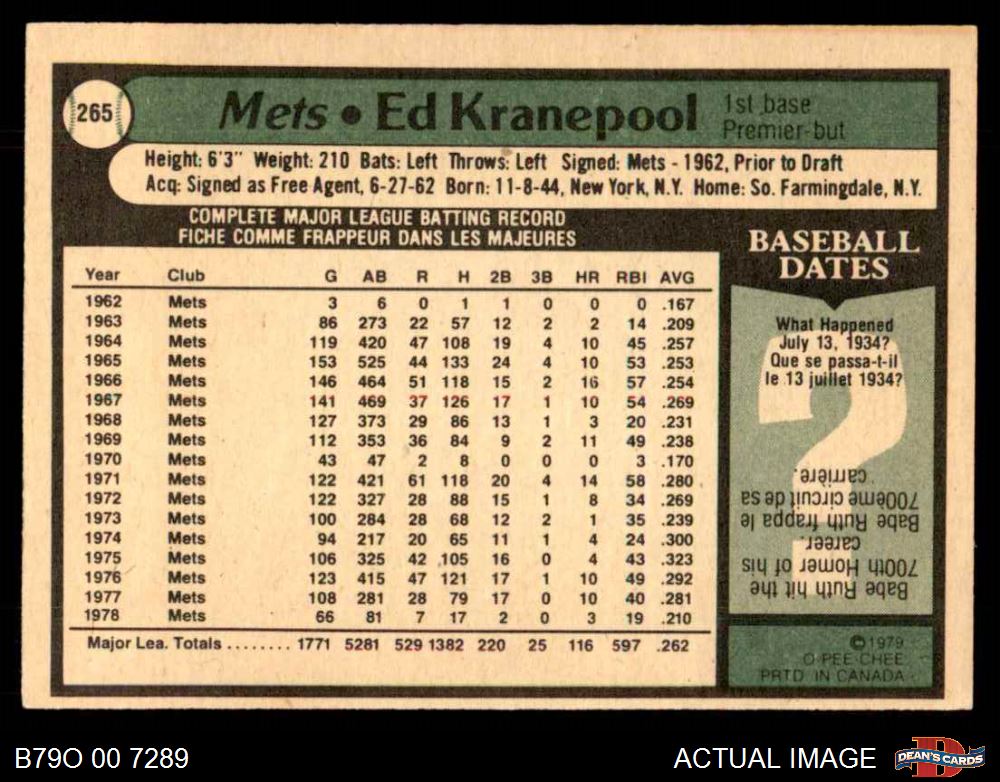 265
Mets • Ed Kranepool
1st base
Premier-but
Height: 6'3" Weight: 210 Bats: Left Throws: Left Signed: Mets - 1962, Prior to Draft
Acq: Signed as Free Agent, 6-27-62 Born: 11-8-44, New York, N.Y. Home: So. Farmingdale, N.Y.
COMPLETE MAJOR LEAGUE BATTING RECORD
FICHE COMME FRAPPEUR DANS LES MAJEURES
Year Club G AB R H 2B 3B HR RBI AVG
1962 Mets 3 6 0 1 1 0 0 0 .167
1963 Mets 86 273 22 57 12 2 2 14 .209
1964 Mets 119 420 47 108 19 4 10 45 .257
1965 Mets 153 525 44 133 24 4 10 53 .253
1966 Mets 146 464 51 118 15 2 16 57 .254
1967 Mets 141 469 37 126 17 1 10 54 .269
1968 Mets 127 373 29 86 13 1 3 20 .231
1969 Mets 112 353 36 84 9 2 11 49 .238
1970 Mets 43 47 2 8 0 0 0 3 .170
1971 Mets 122 421 61 118 20 4 14 58 .280
1972 Mets 122 327 28 88 15 1 8 34 .269
1973 Mets 100 284 28 68 12 2 1 35 .239
1974 Mets 94 217 20 65 11 1 4 24 .300
1975 Mets 106 325 42 105 16 0 4 43 .323
1976 Mets 123 415 47 121 17 1 10 49 .292
1977 Mets 108 281 28 79 17 0 10 40 .281
1978 Mets 66 81 7 17 2 0 3 19 .210
Major Lea. Totals ........ 1771 5281 529 1382 220 25 116 597 .262
BASEBALL
DATES
What Happened
July 13, 1934?
Que se passa-t-il
le 13 juillet 1934?
Babe Ruth hit the
700th Homer of his
career.
Babe Ruth frappa le
700ème circuit de sa
carrière.
©1979
O-PEE-CHEE
PRTD. IN CANADA
B79O 00 7289
ACTUAL IMAGE
D
DEAN'S CARDS